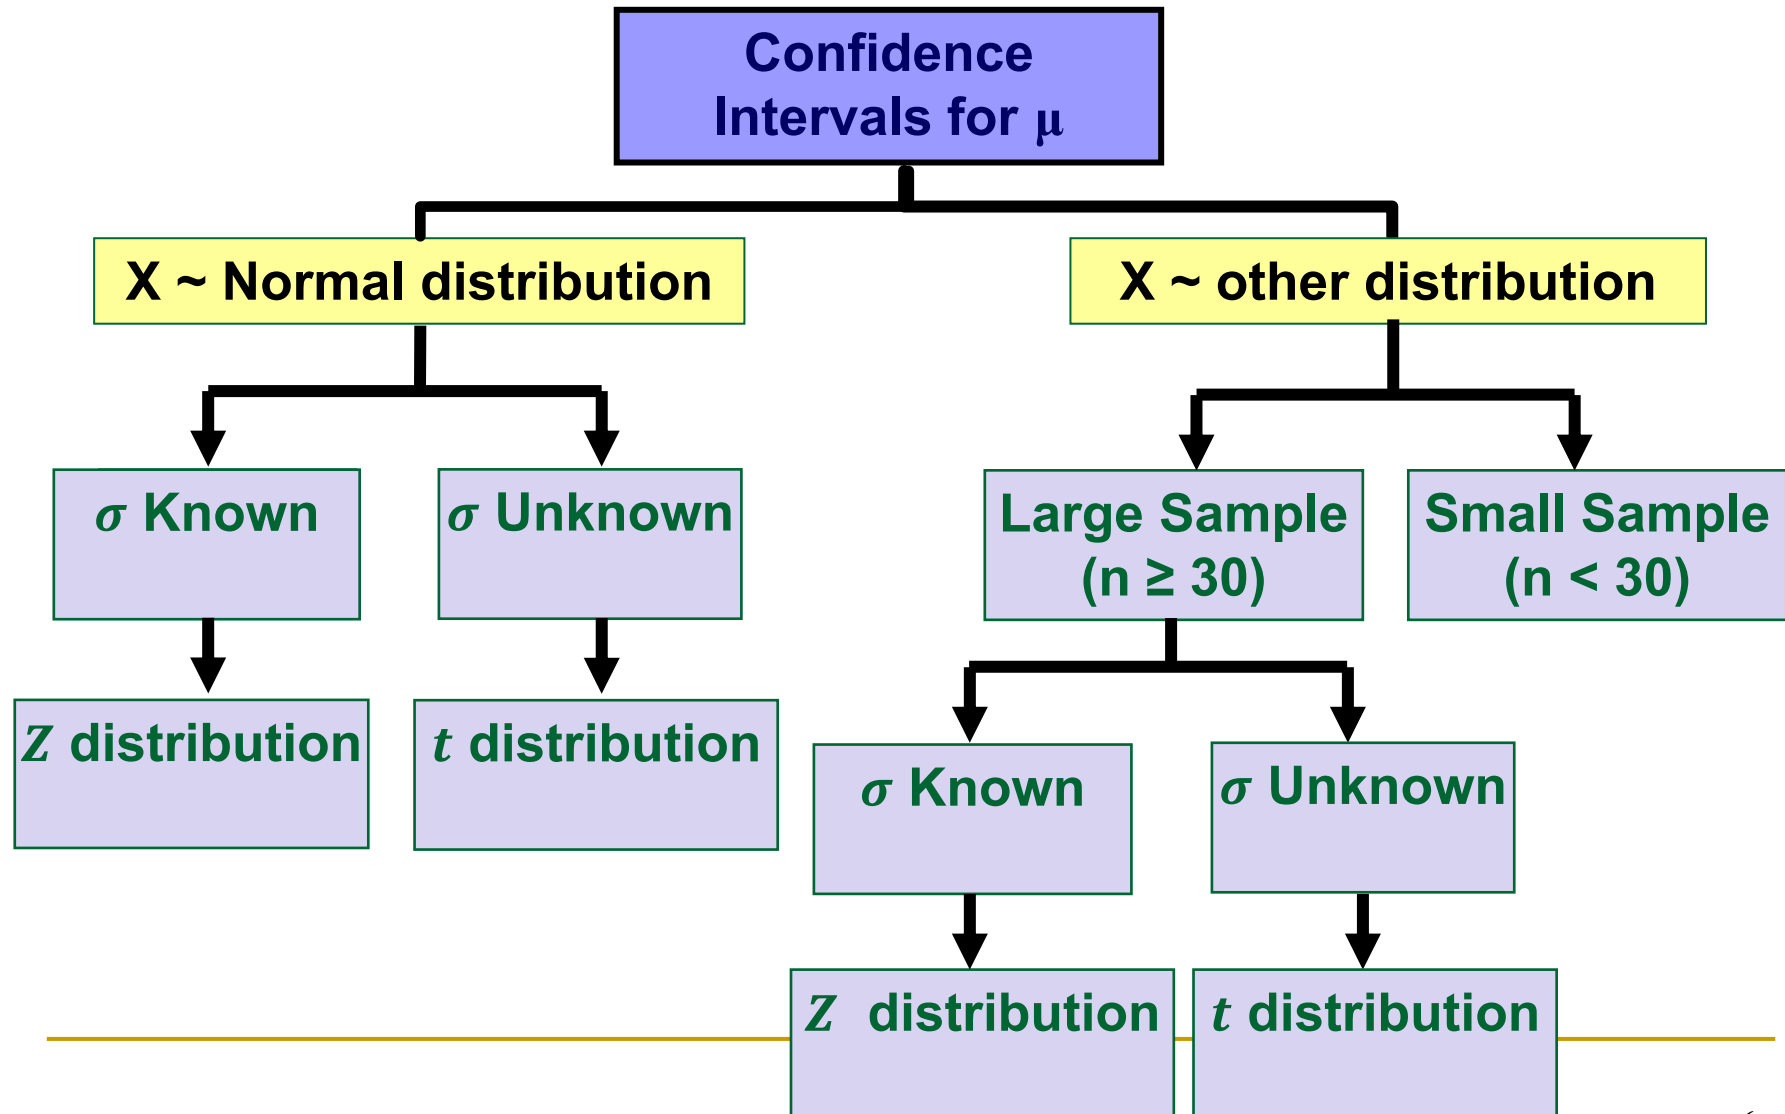 Confidence
Intervals for μ
X ~ Normal distribution
X ~ other distribution
σ Known
σ Unknown
Large Sample
(n ≥ 30)
Small Sample
(n < 30)
Z distribution
t distribution
σ Known
σ Unknown
Z distribution
t distribution